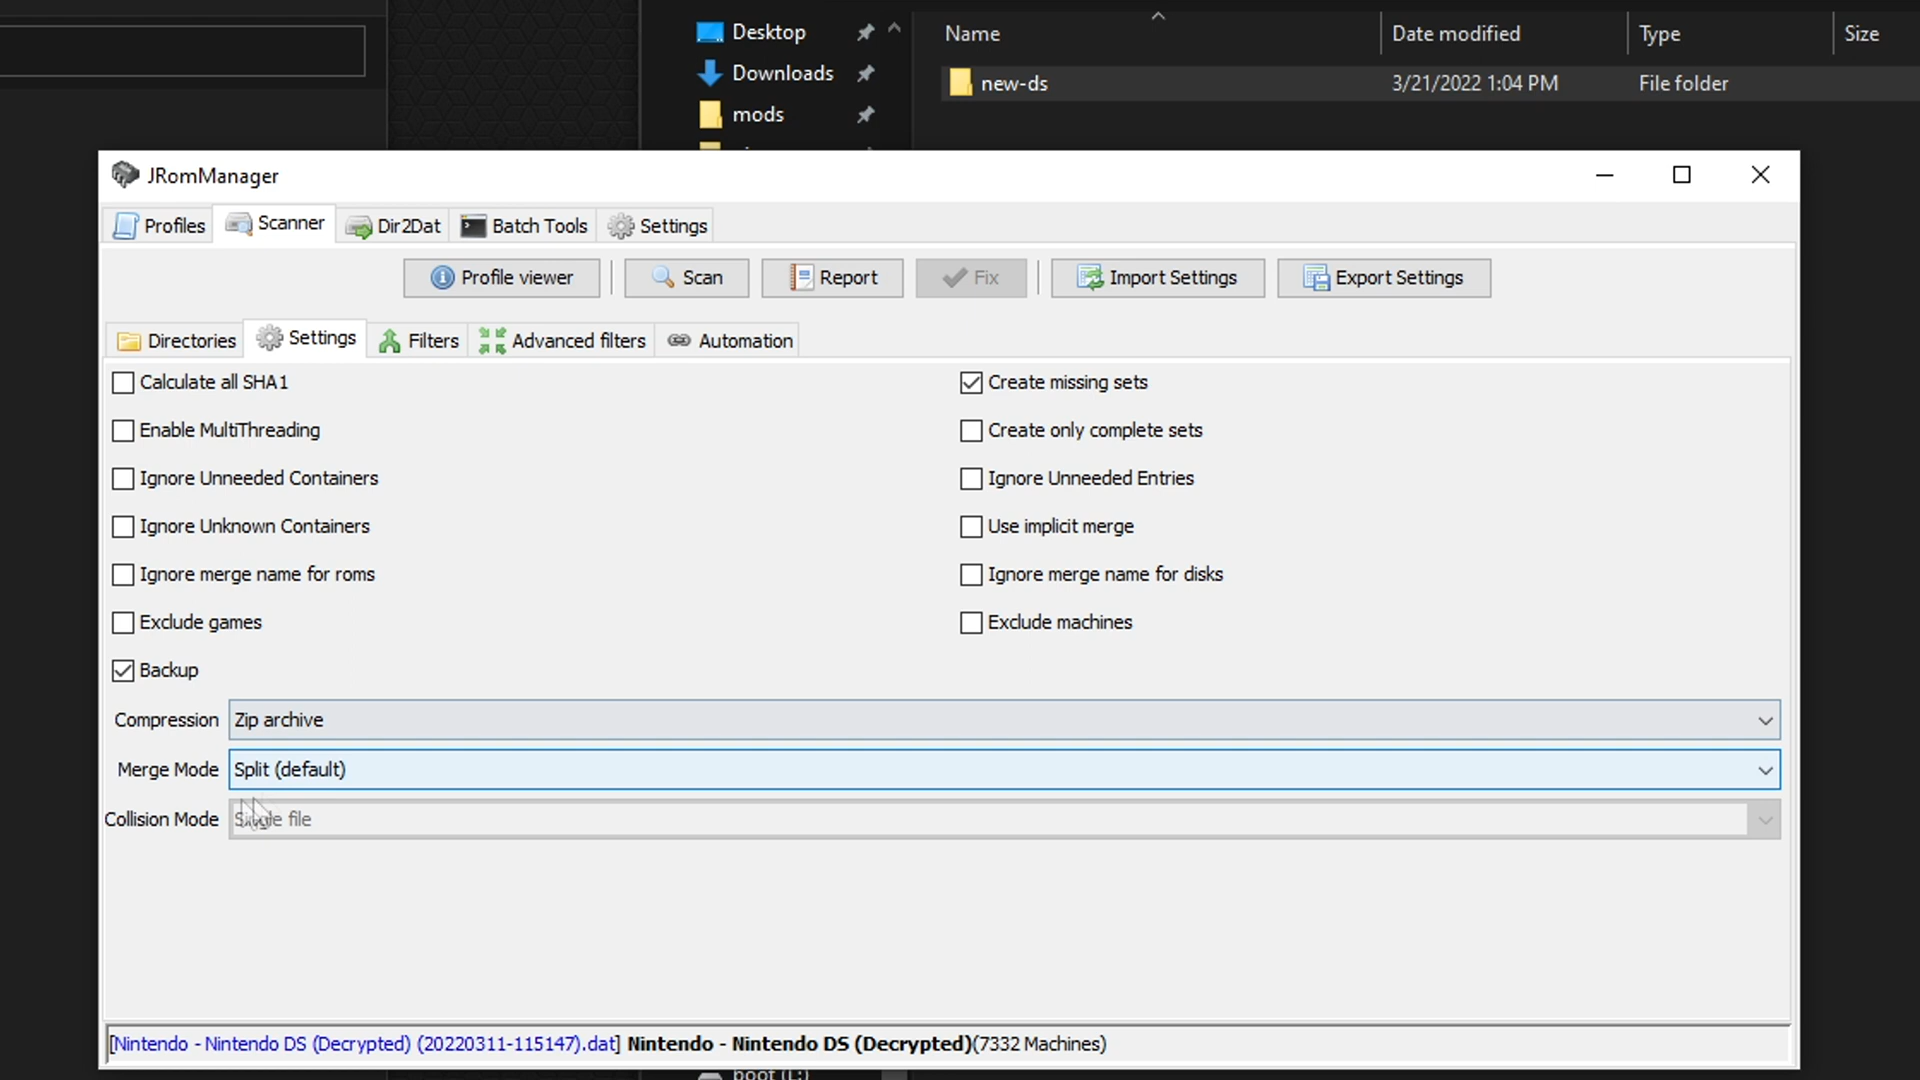 Name Date modified Type Size
Desktop
Downloads
mods
new-ds 3/21/2022 1:04 PM File folder
JRomManager
Profiles Scanner Dir2Dat Batch Tools Settings
Profile viewer Scan Report Fix Import Settings Export Settings
Directories Settings Filters Advanced filters Automation
Calculate all SHA1 Create missing sets
Enable MultiThreading Create only complete sets
Ignore Unneeded Containers Ignore Unneeded Entries
Ignore Unknown Containers Use implicit merge
Ignore merge name for roms Ignore merge name for disks
Exclude games Exclude machines
Backup
Compression Zip archive
Merge Mode Split (default)
Collision Mode Single file
[Nintendo - Nintendo DS (Decrypted) (20220311-115147).dat] Nintendo - Nintendo DS (Decrypted)(7332 Machines)